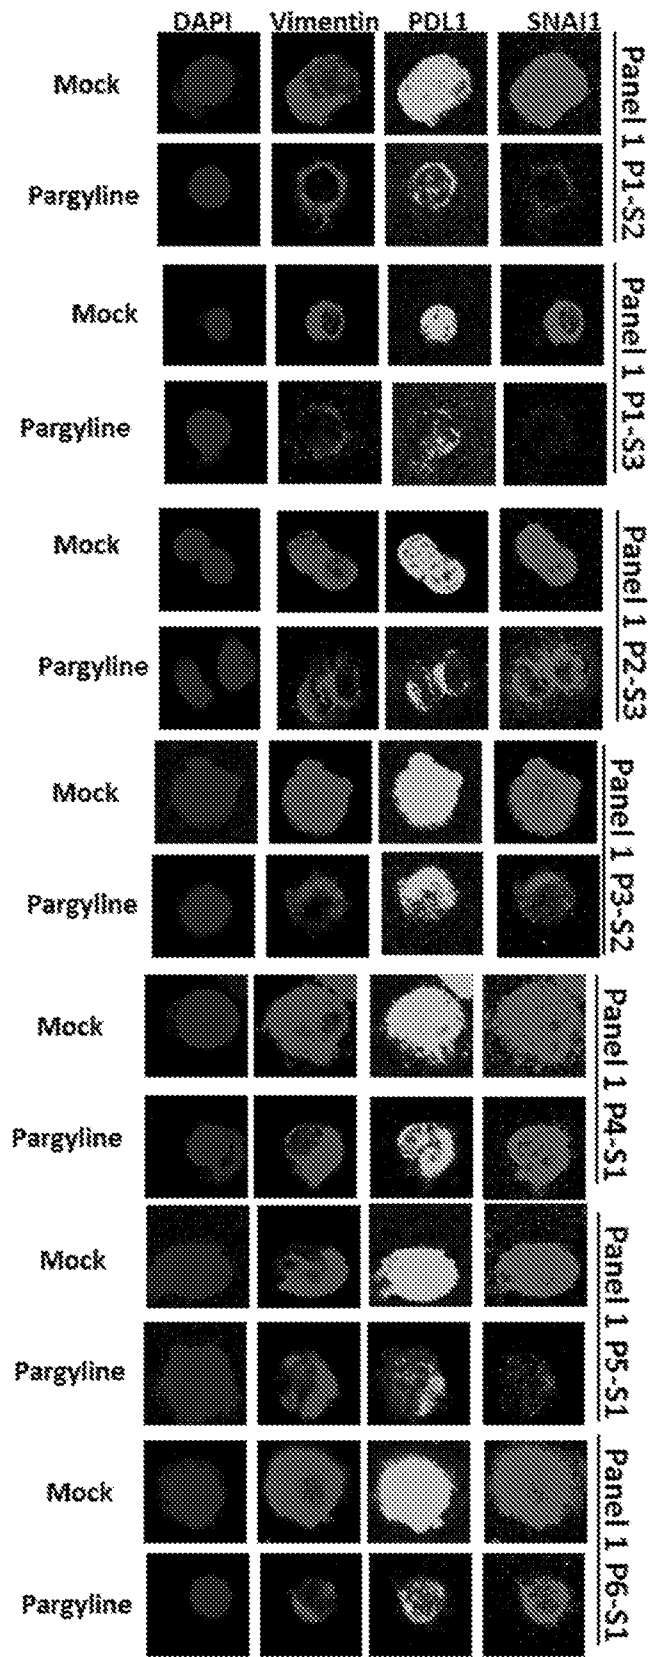 DAPI Vimentin PDL1 SNAI1
Mock
Pargyline
Panel 1 P1-S2
Mock
Pargyline
Panel 1 P1-S3
Mock
Pargyline
Panel 1 P2-S3
Mock
Pargyline
Panel 1 P3-S2
Mock
Pargyline
Panel 1 P4-S1
Mock
Pargyline
Panel 1 P5-S1
Mock
Pargyline
Panel 1 P6-S1